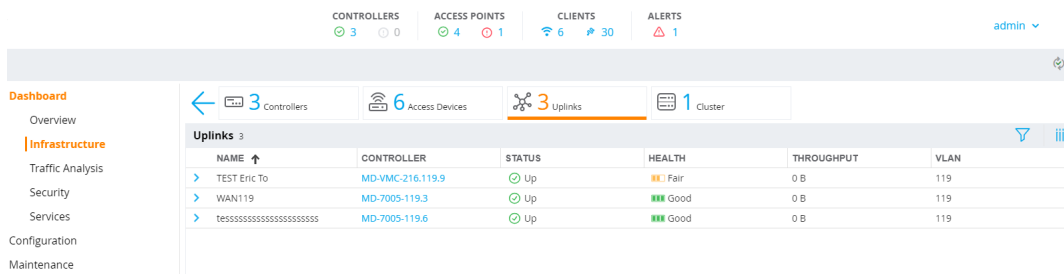 CONTROLLERS ACCESS POINTS CLIENTS ALERTS
3 0 4 1 6 30 1
admin
Dashboard
Overview
Infrastructure
Traffic Analysis
Security
Services
Configuration
Maintenance
3 Controllers 6 Access Devices 3 Uplinks 1 Cluster
Uplinks 3
NAME CONTROLLER STATUS HEALTH THROUGHPUT VLAN
TEST Eric To MD-VMC-216.119.9 Up Fair 0 B 119
WAN119 MD-7005-119.3 Up Good 0 B 119
tesssssssssssssssssssss MD-7005-119.6 Up Good 0 B 119